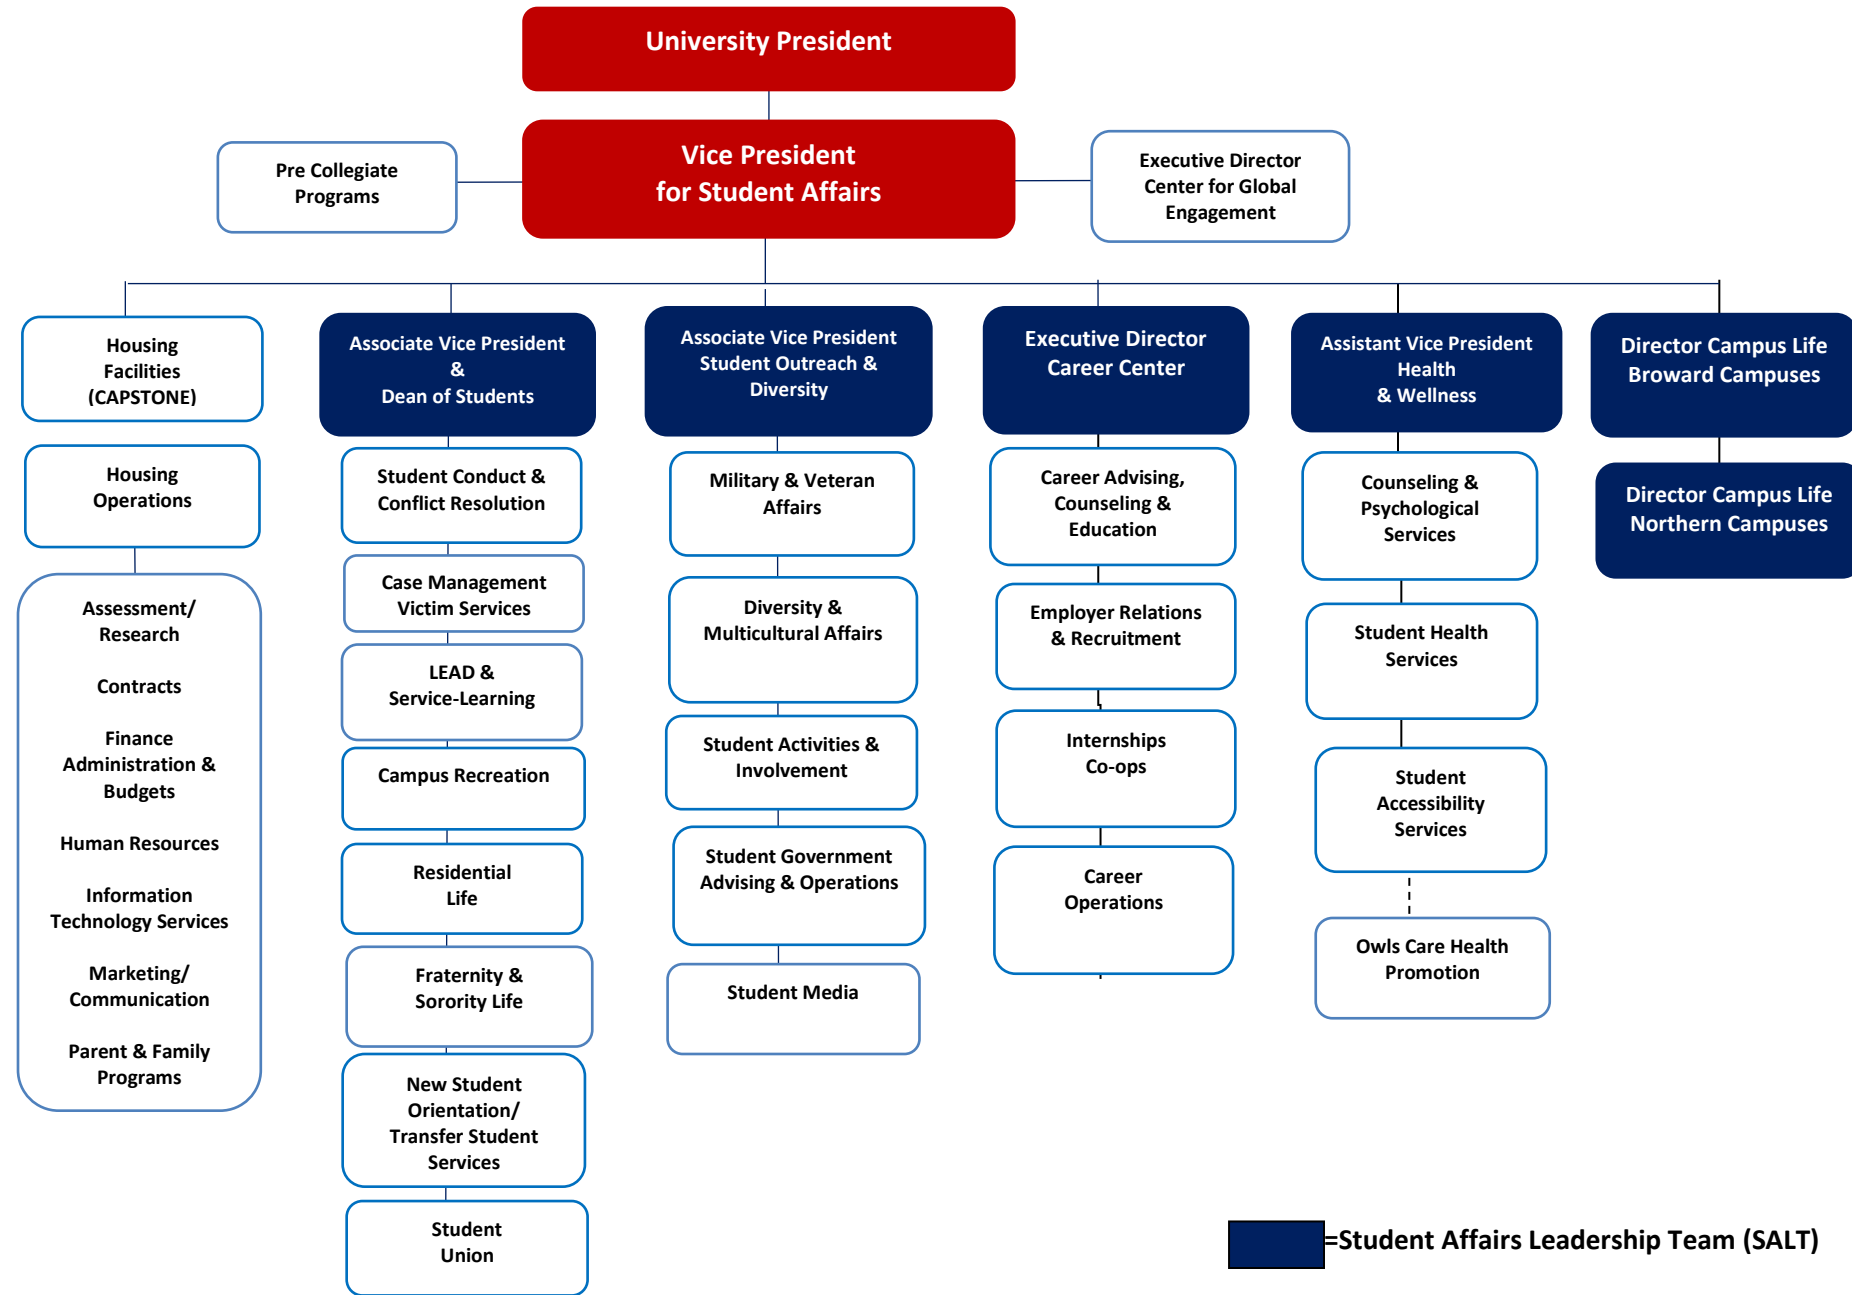 University President
Vice President
for Student Affairs
Pre Collegiate
Programs
Executive Director
Center for Global
Engagement
Housing
Facilities
(CAPSTONE)
Housing
Operations
Assessment/
Research
Contracts
Finance
Administration &
Budgets
Human Resources
Information
Technology Services
Marketing/
Communication
Parent & Family
Programs
Associate Vice President
&
Dean of Students
Student Conduct &
Conflict Resolution
Case Management
Victim Services
LEAD &
Service-Learning
Campus Recreation
Residential
Life
Fraternity &
Sorority Life
New Student
Orientation/
Transfer Student
Services
Student
Union
Associate Vice President
Student Outreach &
Diversity
Military & Veteran
Affairs
Diversity &
Multicultural Affairs
Student Activities &
Involvement
Student Government
Advising & Operations
Student Media
Executive Director
Career Center
Career Advising,
Counseling &
Education
Employer Relations
& Recruitment
Internships
Co-ops
Career
Operations
Assistant Vice President
Health
& Wellness
Counseling &
Psychological
Services
Student Health
Services
Student
Accessibility
Services
Owls Care Health
Promotion
Director Campus Life
Broward Campuses
Director Campus Life
Northern Campuses
=Student Affairs Leadership Team (SALT)